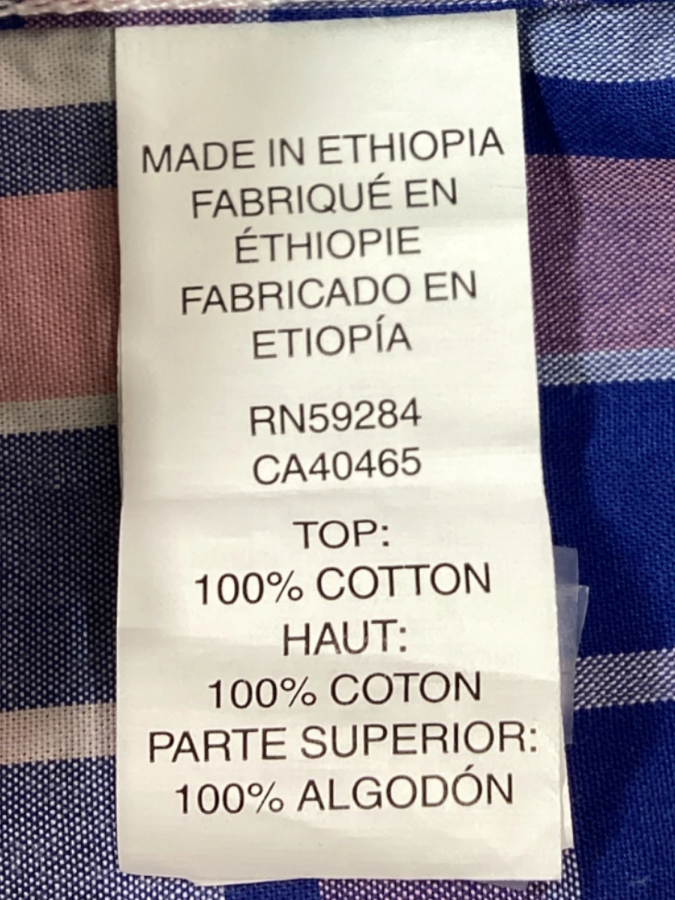 MADE IN ETHIOPIA
FABRIQUÉ EN
ÉTHIOPIE
FABRICADO EN
ETIOPÍA
RN59284
CA40465
TOP:
100% COTTON
HAUT:
100% COTON
PARTE SUPERIOR:
100% ALGODÓN